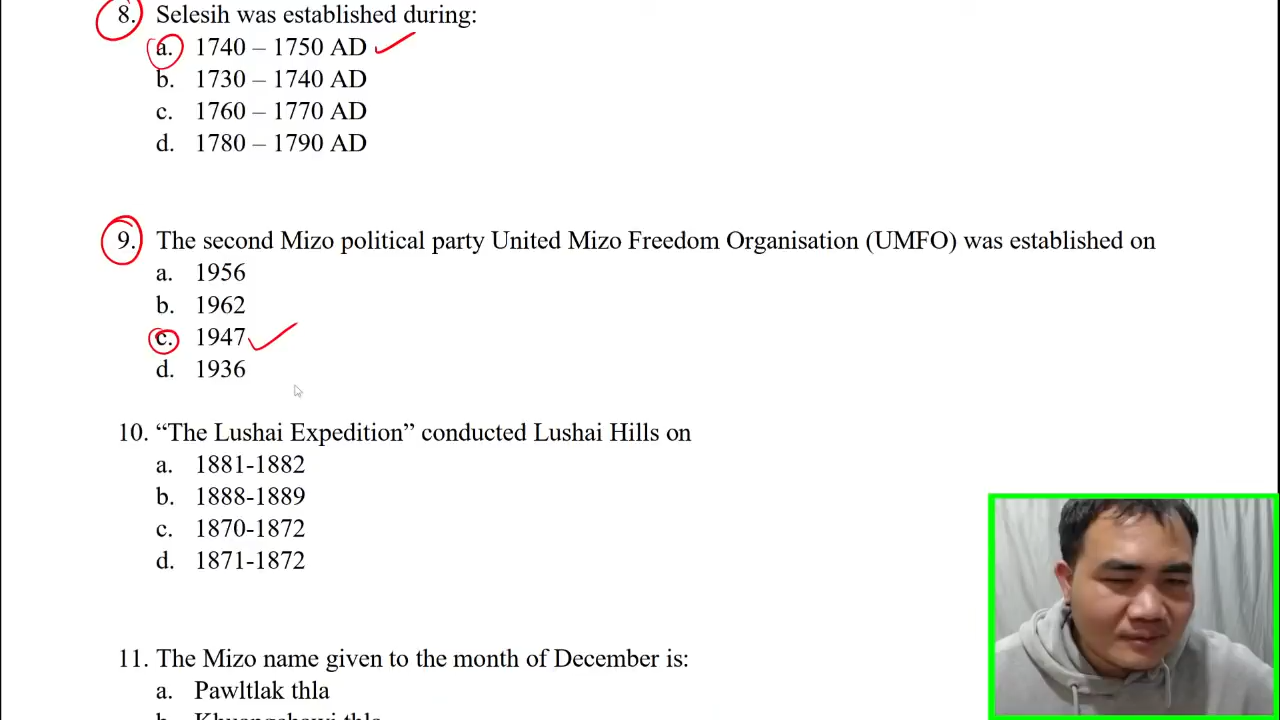 8. Selesih was established during:
a. 1740 – 1750 AD
b. 1730 – 1740 AD
c. 1760 – 1770 AD
d. 1780 – 1790 AD
9. The second Mizo political party United Mizo Freedom Organisation (UMFO) was established on
a. 1956
b. 1962
c. 1947
d. 1936
10. “The Lushai Expedition” conducted Lushai Hills on
a. 1881-1882
b. 1888-1889
c. 1870-1872
d. 1871-1872
11. The Mizo name given to the month of December is:
a. Pawltlak thla